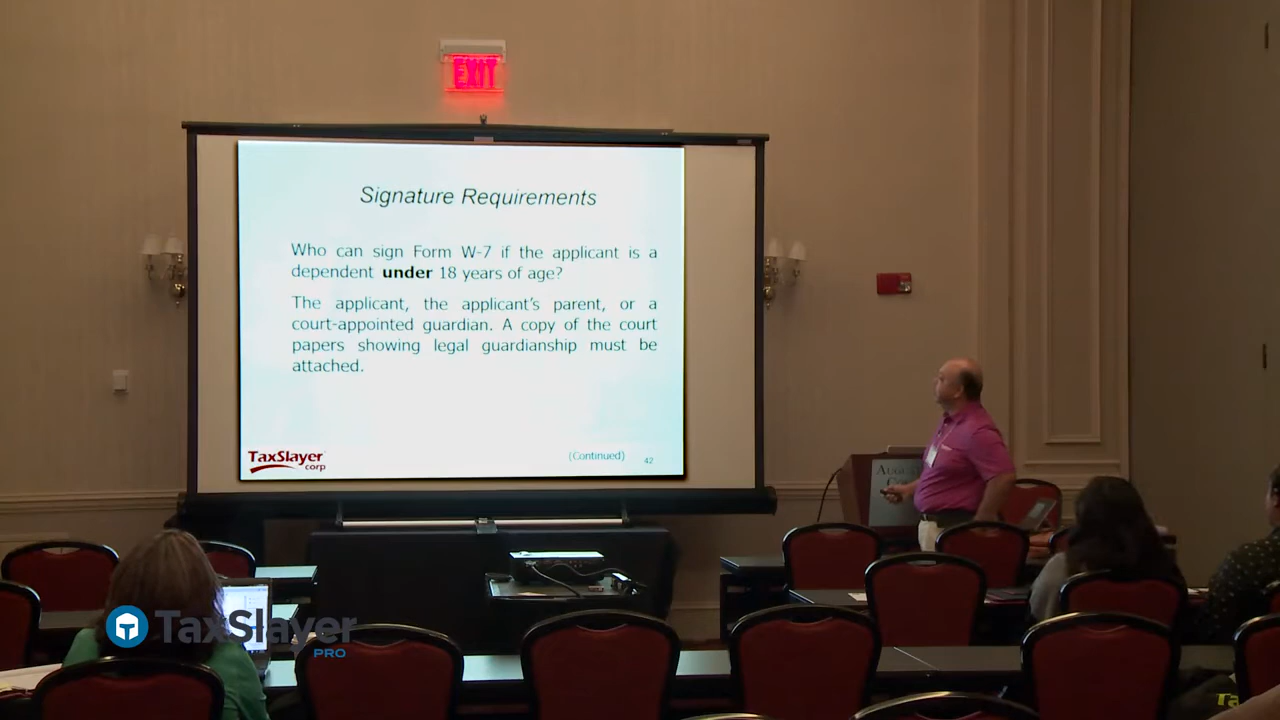 EXIT
Signature Requirements
Who can sign Form W-7 if the applicant is a
dependent under 18 years of age?
The applicant, the applicant's parent, or a
court-appointed guardian. A copy of the court
papers showing legal guardianship must be
attached.
TaxSlayer
corp
(Continued)
42
TaxSlayer
PRO